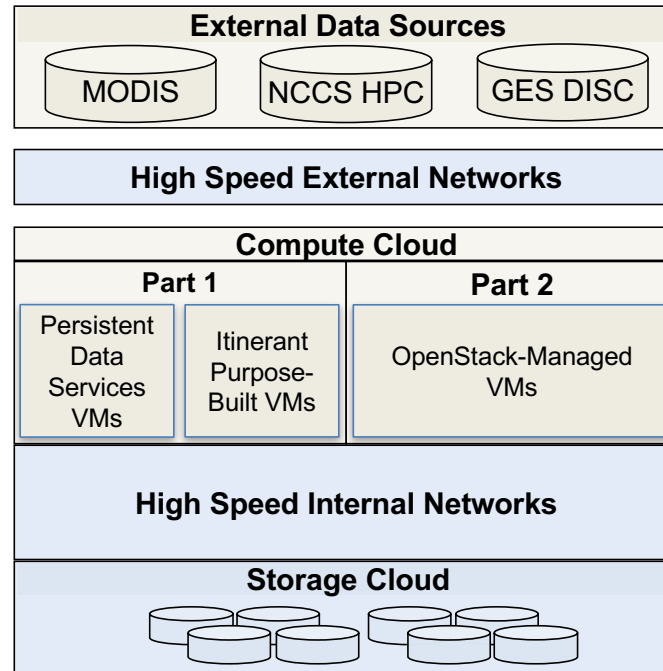 External Data Sources
MODIS
NCCS HPC
GES DISC
High Speed External Networks
Compute Cloud
Part 1
Part 2
Persistent
Data
Services
VMs
Itinerant
Purpose-
Built VMs
OpenStack-Managed
VMs
High Speed Internal Networks
Storage Cloud